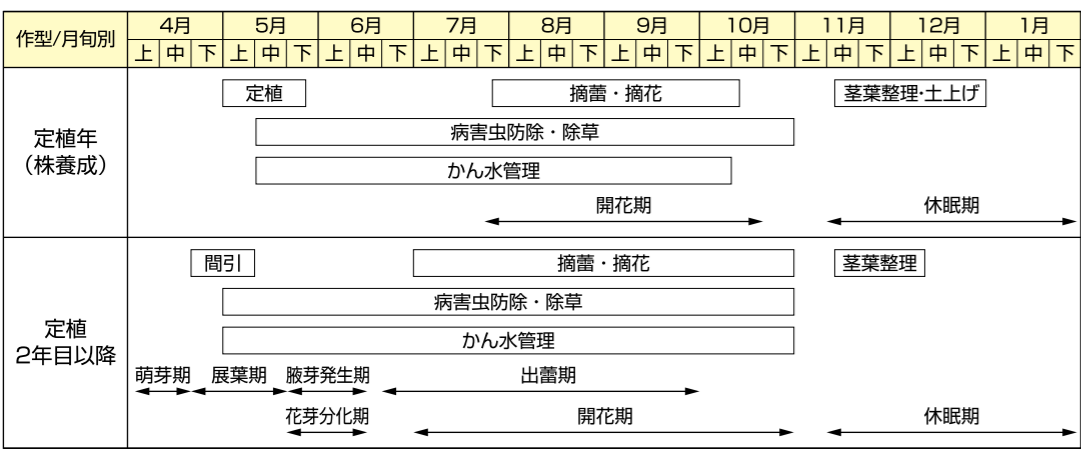 作型/月旬別 4月 5月 6月 7月 8月 9月 10月 11月 12月 1月
上 中 下 上 中 下 上 中 下 上 中 下 上 中 下 上 中 下 上 中 下 上 中 下 上 中 下 上 中 下
定植年
（株養成）
定植 摘蕾・摘花 茎葉整理・土上げ
病害虫防除・除草
かん水管理
開花期 休眠期
定植
2年目以降
間引 摘蕾・摘花 茎葉整理
病害虫防除・除草
かん水管理
萌芽期 展葉期 腋芽発生期 出蕾期
花芽分化期 開花期 休眠期